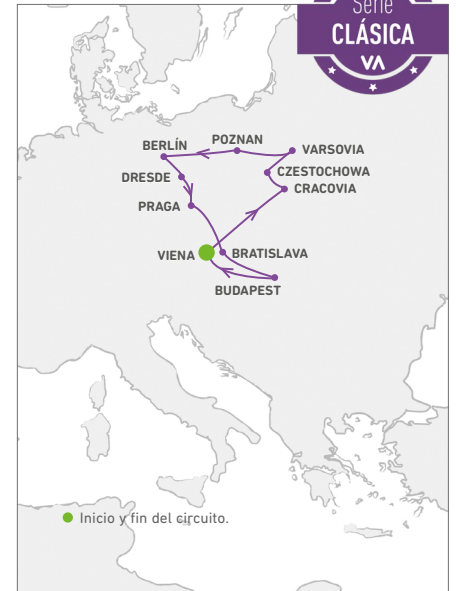 Serie
CLÁSICA
VA
BERLÍN
POZNAN
VARSOVIA
DRESDE
CZESTOCHOWA
CRACOVIA
PRAGA
VIENA
BRATISLAVA
BUDAPEST
Inicio y fin del circuito.